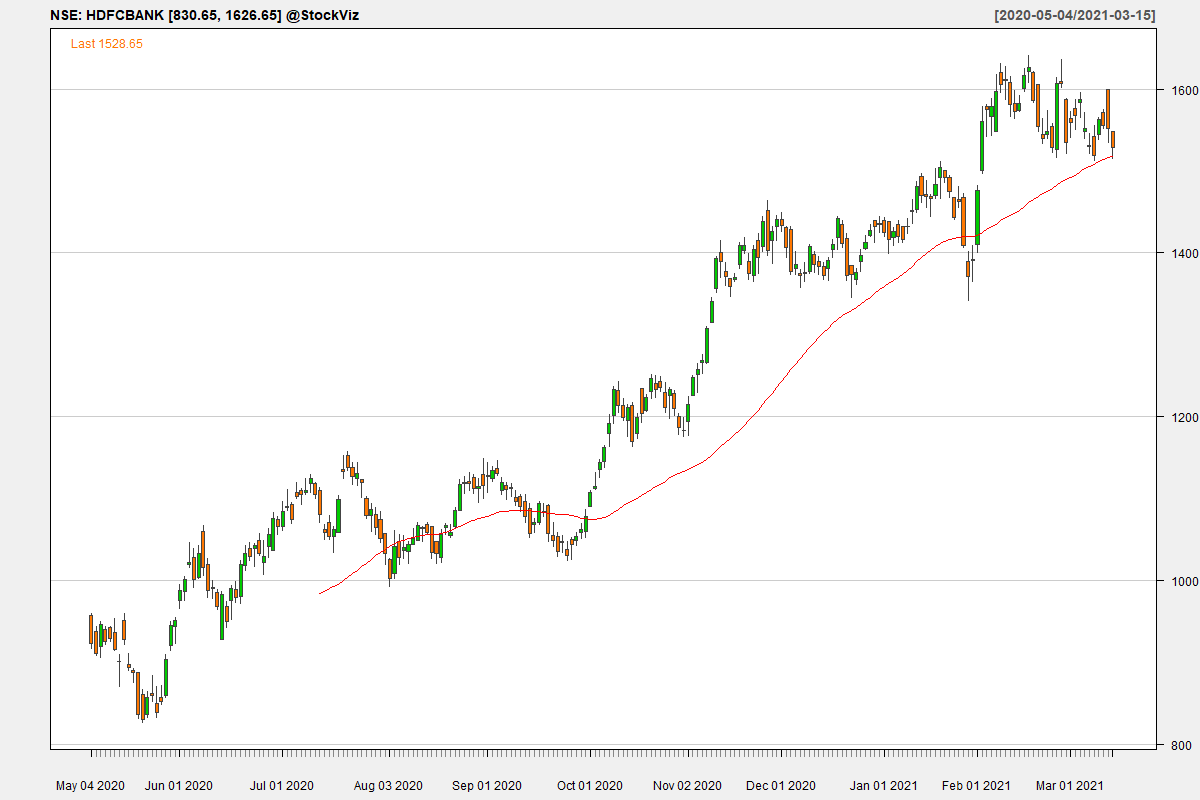 NSE: HDFCBANK [830.65, 1626.65] @StockViz [2020-05-04/2021-03-15]
Last 1528.65
1600
1400
1200
1000
800
May 04 2020 Jun 01 2020 Jul 01 2020 Aug 03 2020 Sep 01 2020 Oct 01 2020 Nov 02 2020 Dec 01 2020 Jan 01 2021 Feb 01 2021 Mar 01 2021